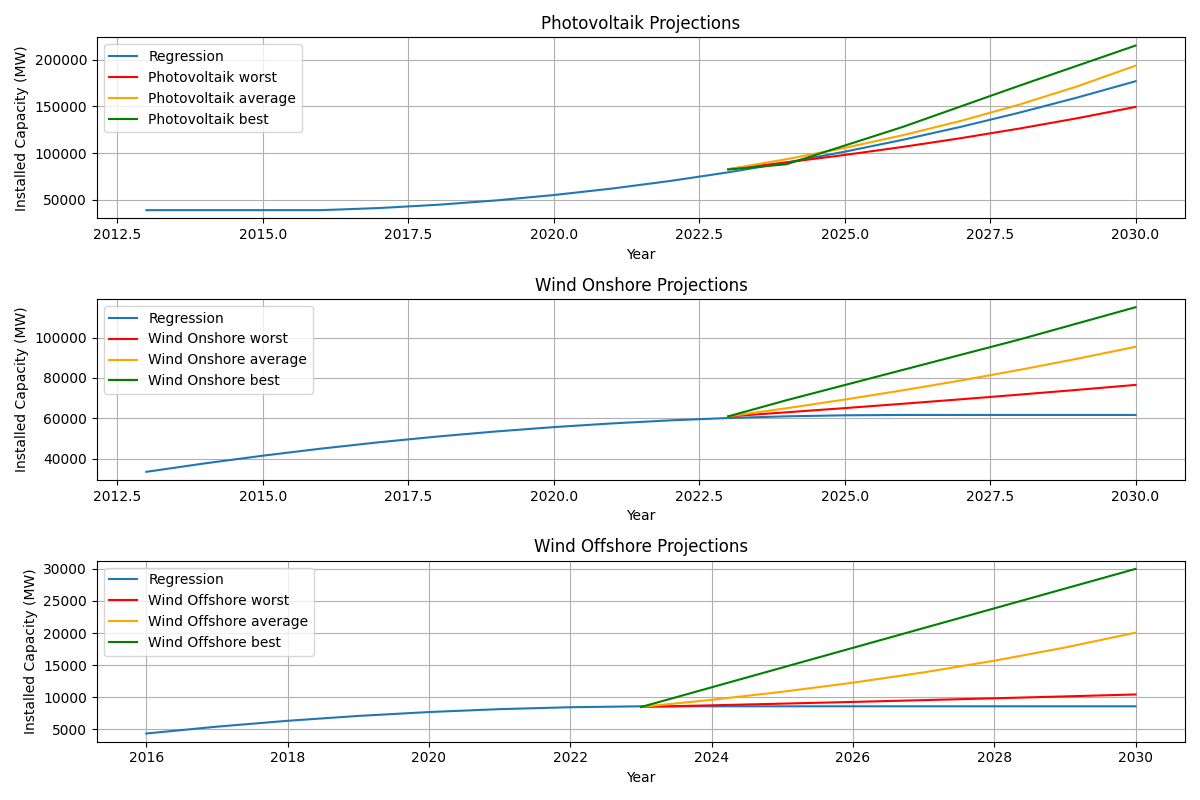 Photovoltaik Projections
Installed Capacity (MW)
200000
150000
100000
50000
Regression
Photovoltaik worst
Photovoltaik average
Photovoltaik best
2012.5 2015.0 2017.5 2020.0 2022.5 2025.0 2027.5 2030.0
Year
Wind Onshore Projections
Installed Capacity (MW)
100000
80000
60000
40000
Regression
Wind Onshore worst
Wind Onshore average
Wind Onshore best
2012.5 2015.0 2017.5 2020.0 2022.5 2025.0 2027.5 2030.0
Year
Wind Offshore Projections
Installed Capacity (MW)
30000
25000
20000
15000
10000
5000
Regression
Wind Offshore worst
Wind Offshore average
Wind Offshore best
2016 2018 2020 2022 2024 2026 2028 2030
Year